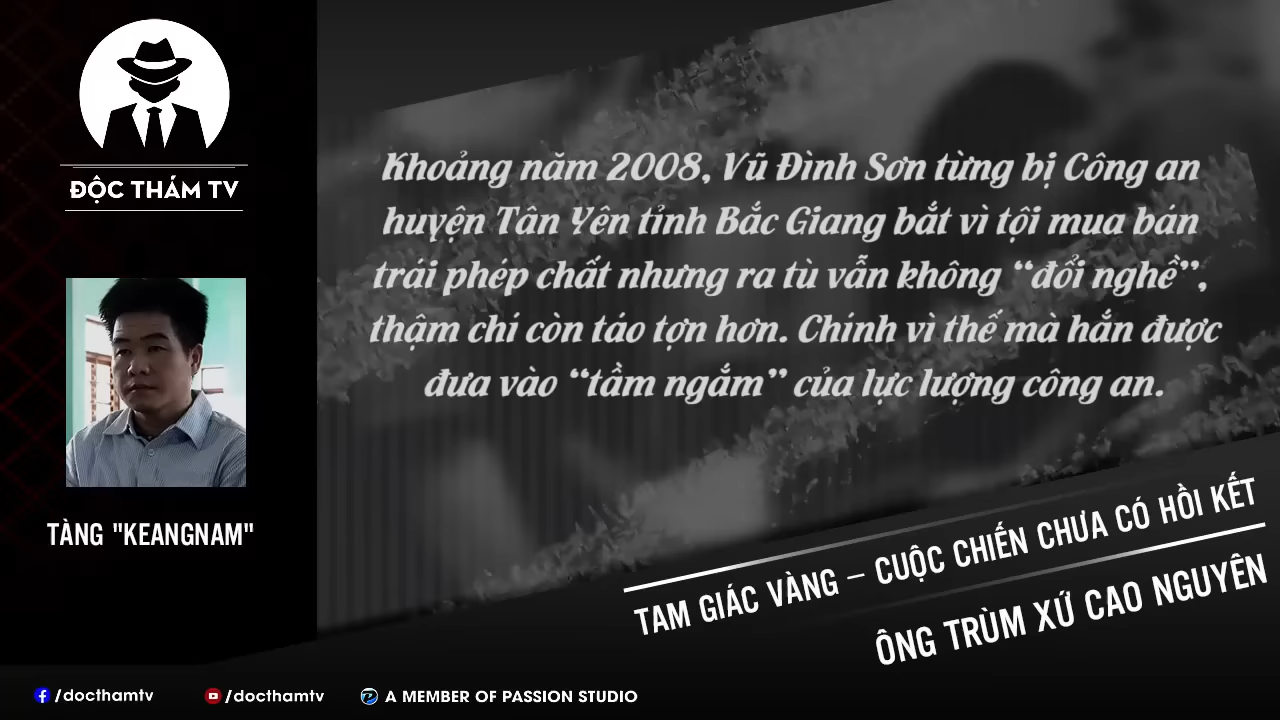 ĐỘC THÁM TV
TÀNG "KEANGNAM"
Khoảng năm 2008, Vũ Đình Sơn từng bị Công an
huyện Tân Yên tỉnh Bắc Giang bắt vì tội mua bán
trái phép chất nhưng ra tù vẫn không “đổi nghề”,
thậm chí còn táo tợn hơn. Chính vì thế mà hắn được
đưa vào “tầm ngắm” của lực lượng công an.
TAM GIÁC VÀNG – CUỘC CHIẾN CHƯA CÓ HỒI KẾT
ÔNG TRÙM XỨ CAO NGUYÊN
/docthamtv
/docthamtv
A MEMBER OF PASSION STUDIO